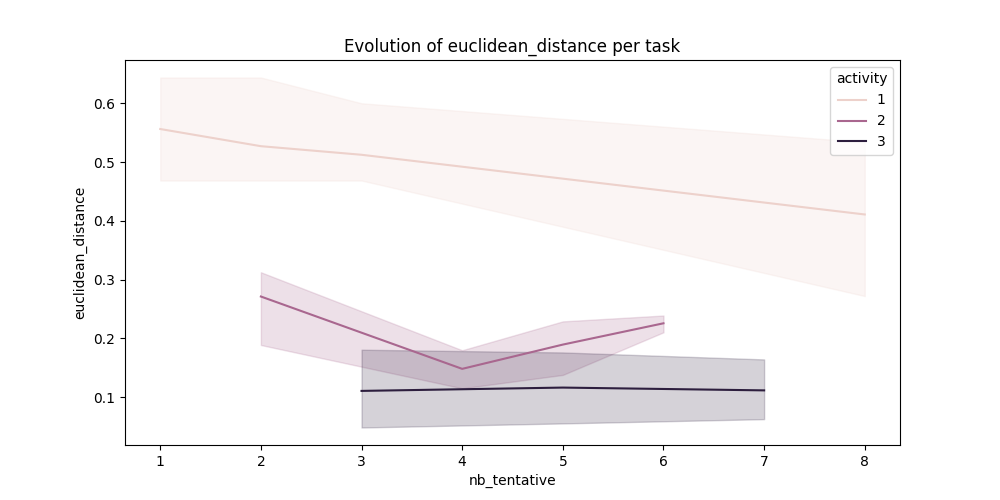 Evolution of euclidean_distance per task
activity
1
2
3
euclidean_distance
0.6
0.5
0.4
0.3
0.2
0.1
1 2 3 4 5 6 7 8
nb_tentative